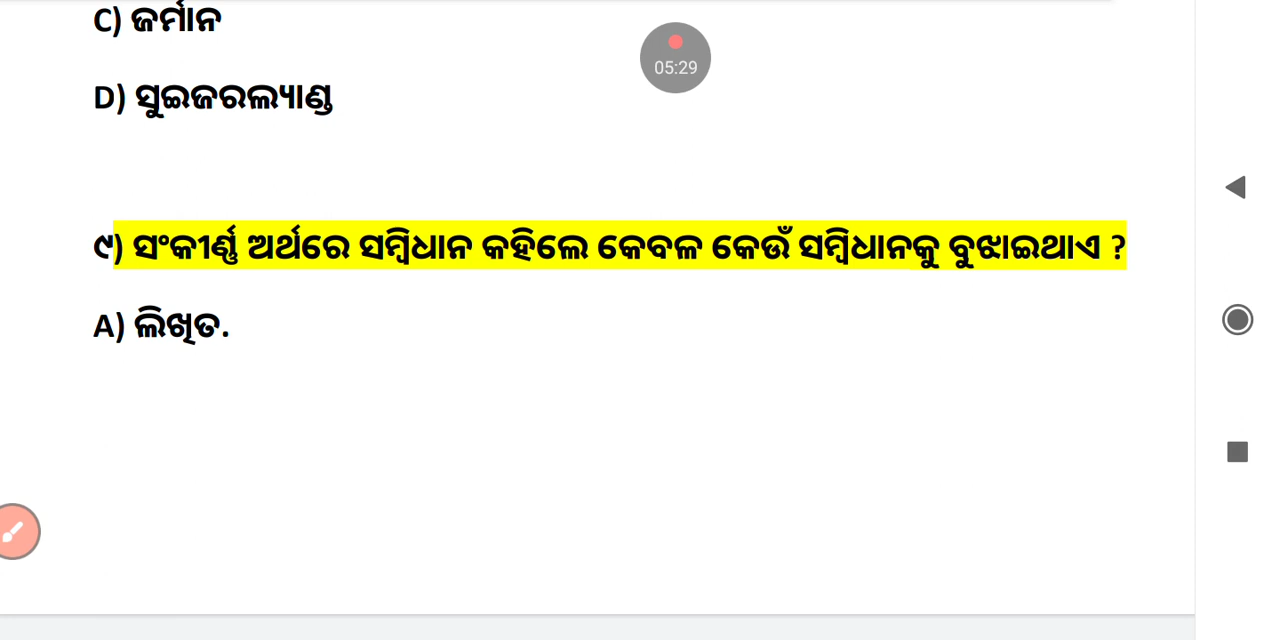 C) ଜର୍ମାନ
05:29
D) ସୁଇଜରଲ୍ୟାଣ୍ଡ
୯) ସଂକୀର୍ଣ୍ଣ ଅର୍ଥରେ ସମ୍ବିଧାନ କହିଲେ କେବଳ କେଉଁ ସମ୍ବିଧାନକୁ ବୁଝାଇଥାଏ ?
A) ଲିଖିତ.